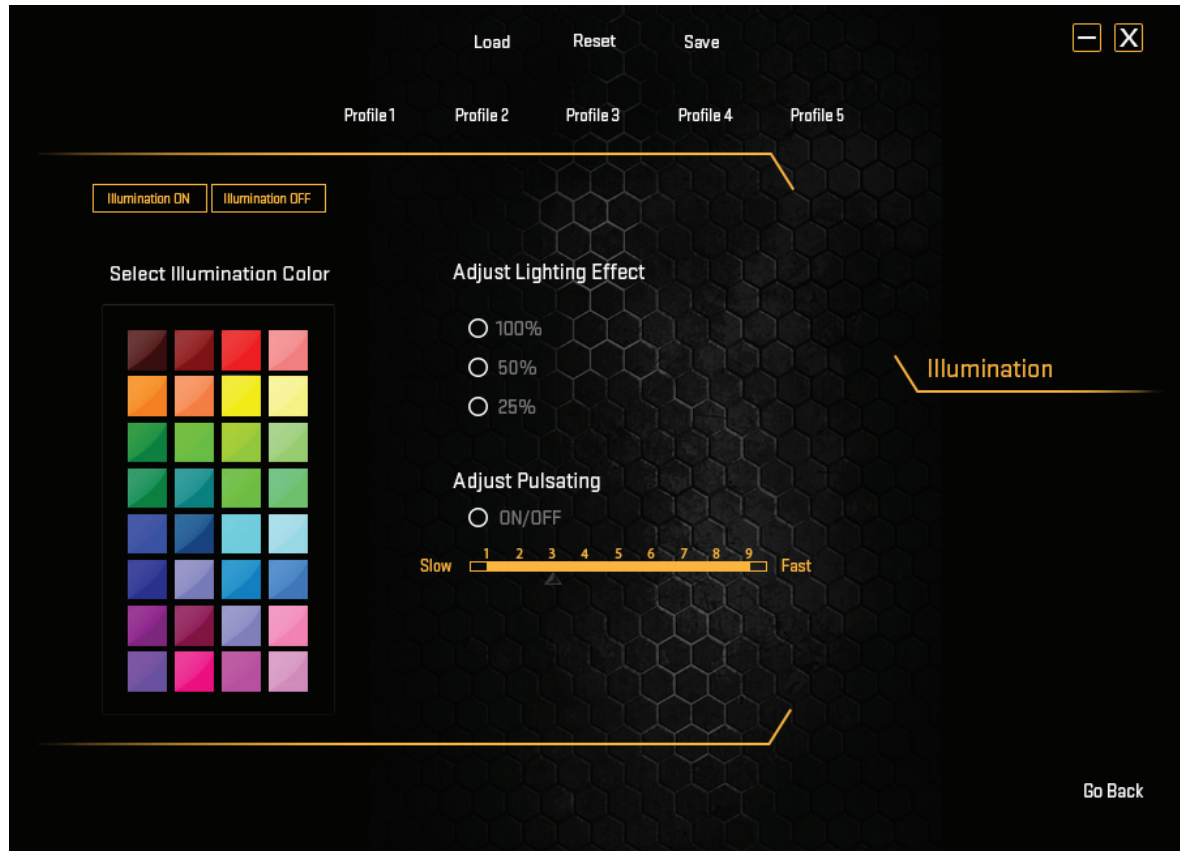 Load Reset Save
X
Profile 1 Profile 2 Profile 3 Profile 4 Profile 5
Illumination ON Illumination OFF
Select Illumination Color
Adjust Lighting Effect
100%
50%
25%
Illumination
Adjust Pulsating
ON/OFF
1 2 3 4 5 6 7 8 9
Slow Fast
Go Back